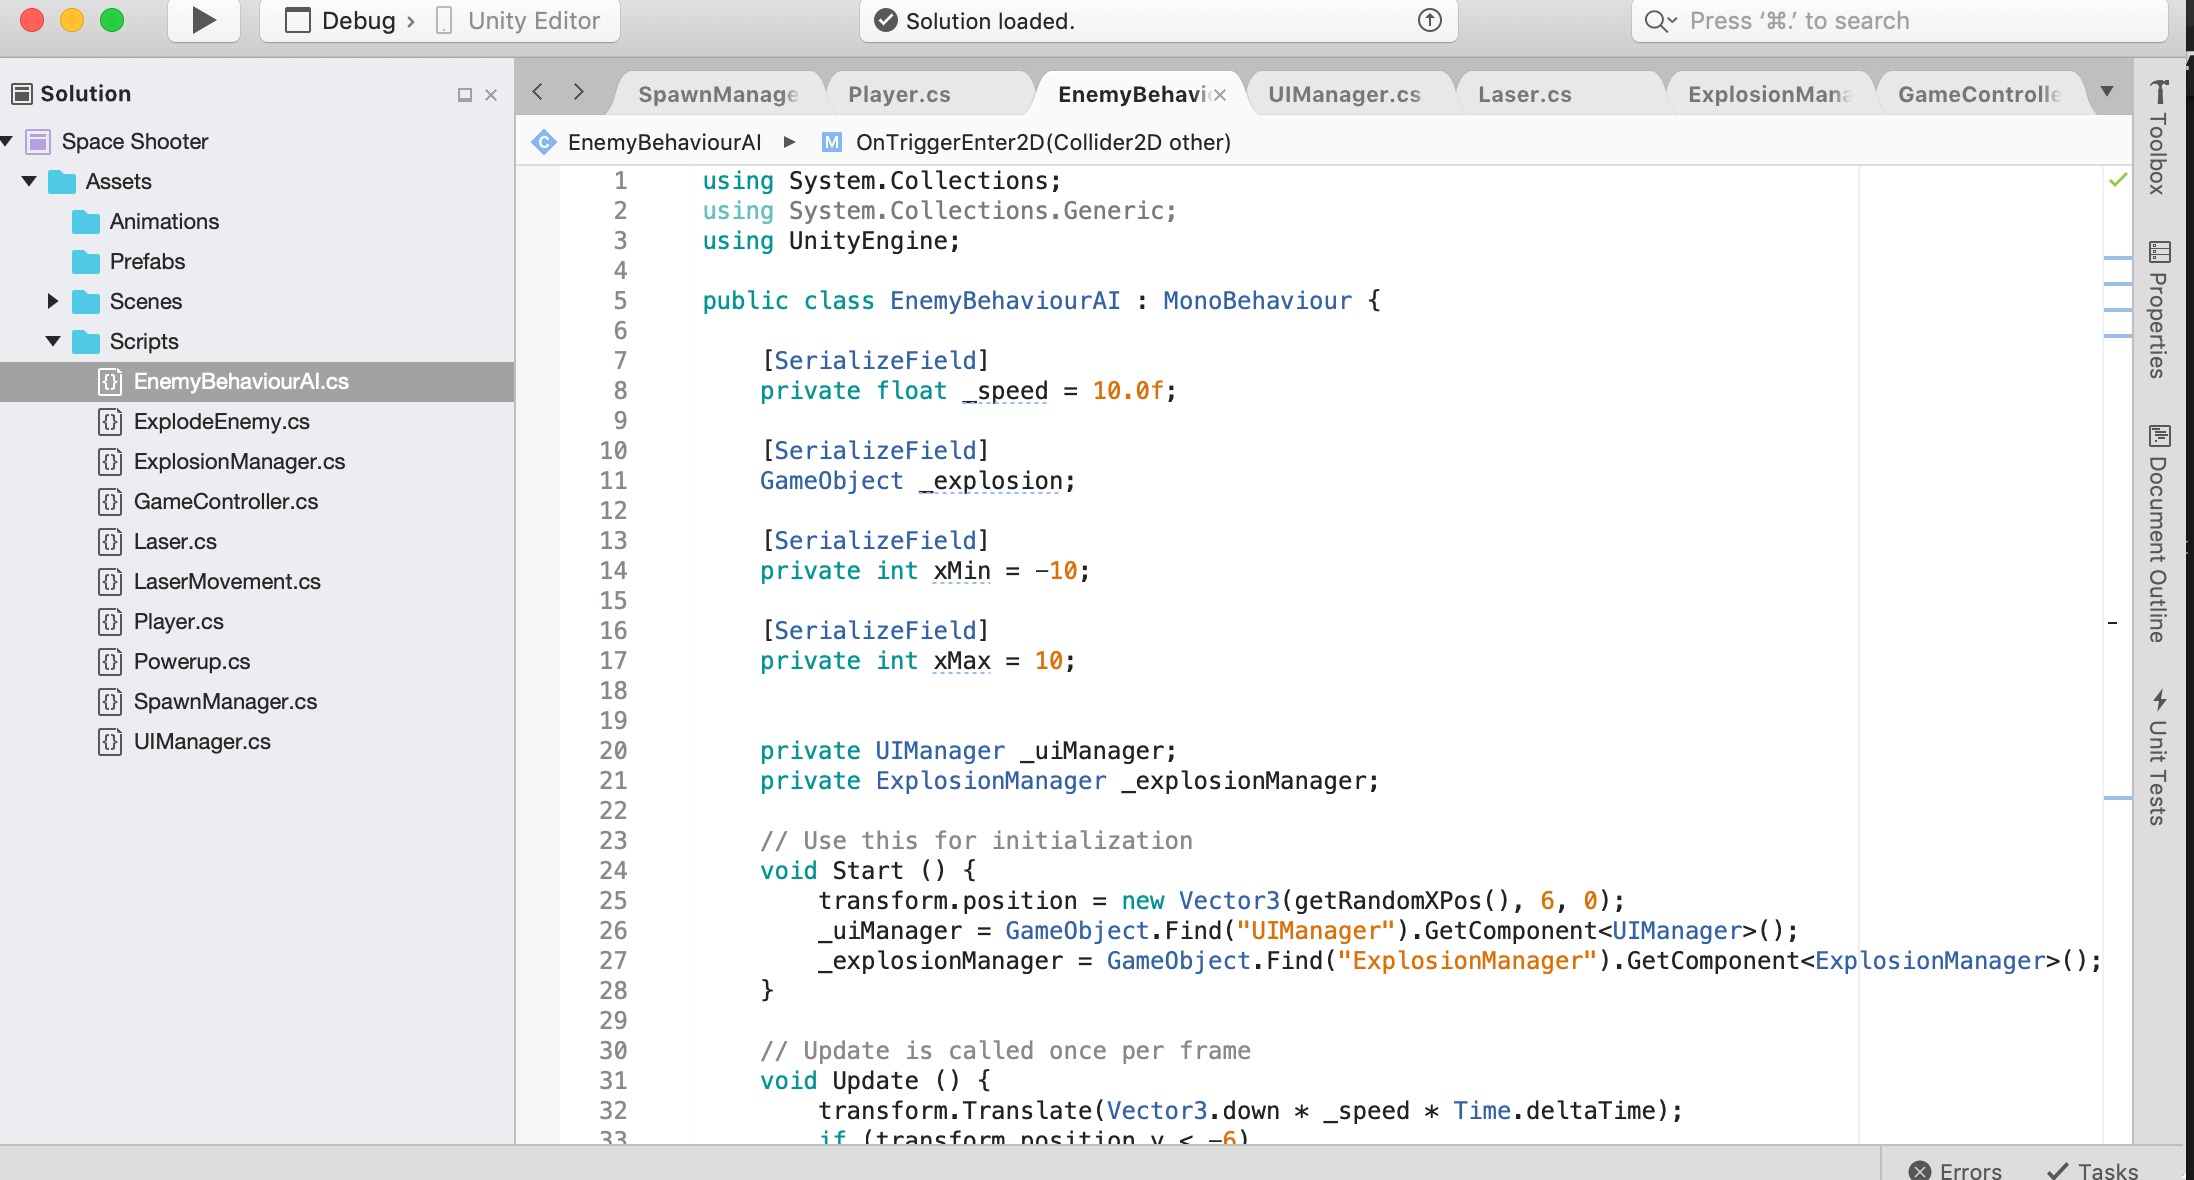 Debug › Unity Editor
Solution loaded.
Press ‘⌘.’ to search
Solution
Space Shooter
Assets
Animations
Prefabs
Scenes
Scripts
EnemyBehaviourAI.cs
ExplodeEnemy.cs
ExplosionManager.cs
GameController.cs
Laser.cs
LaserMovement.cs
Player.cs
Powerup.cs
SpawnManager.cs
UIManager.cs
SpawnManage Player.cs EnemyBehavi UIManager.cs Laser.cs ExplosionMana GameControlle
C EnemyBehaviourAI M OnTriggerEnter2D(Collider2D other)
1 using System.Collections;
2 using System.Collections.Generic;
3 using UnityEngine;
4
5 public class EnemyBehaviourAI : MonoBehaviour {
6
7 [SerializeField]
8 private float _speed = 10.0f;
9
10 [SerializeField]
11 GameObject _explosion;
12
13 [SerializeField]
14 private int xMin = -10;
15
16 [SerializeField]
17 private int xMax = 10;
18
19
20 private UIManager _uiManager;
21 private ExplosionManager _explosionManager;
22
23 // Use this for initialization
24 void Start () {
25 transform.position = new Vector3(getRandomXPos(), 6, 0);
26 _uiManager = GameObject.Find("UIManager").GetComponent<UIManager>();
27 _explosionManager = GameObject.Find("ExplosionManager").GetComponent<ExplosionManager>();
28 }
29
30 // Update is called once per frame
31 void Update () {
32 transform.Translate(Vector3.down * _speed * Time.deltaTime);
33 if (transform.position.y < -6)
Toolbox
Properties
Document Outline
Unit Tests
Errors Tasks